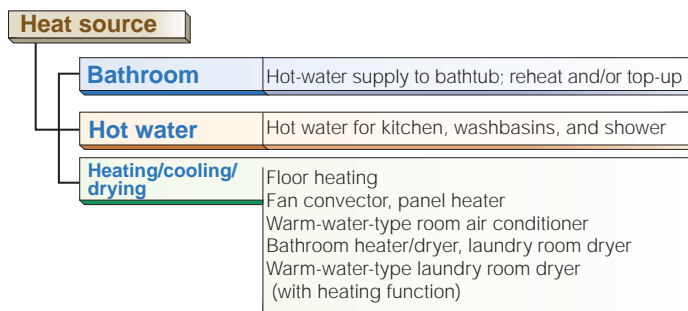 Heat source
Bathroom
Hot-water supply to bathtub; reheat and/or top-up
Hot water
Hot water for kitchen, washbasins, and shower
Heating/cooling/
drying
Floor heating
Fan convector, panel heater
Warm-water-type room air conditioner
Bathroom heater/dryer, laundry room dryer
Warm-water-type laundry room dryer
(with heating function)